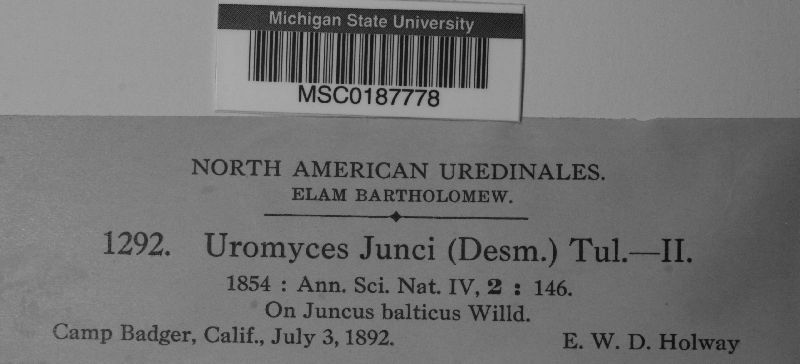 Michigan State University
MSC0187778
NORTH AMERICAN UREDINALES.
ELAM BARTHOLOMEW.
1292. Uromyces Junci (Desm.) Tul.—II.
1854 : Ann. Sci. Nat. IV, 2 : 146.
On Juncus balticus Willd.
Camp Badger, Calif., July 3, 1892. E. W. D. Holway